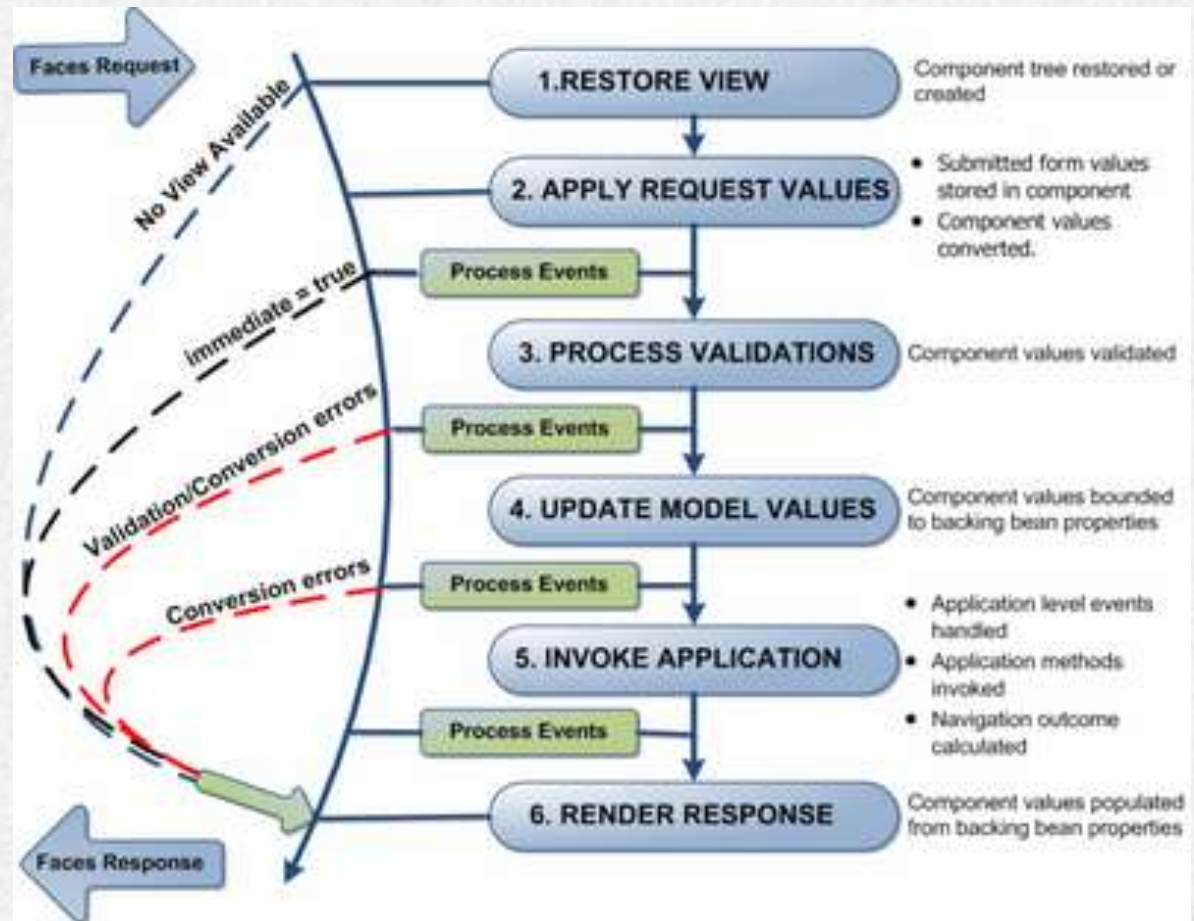 Faces Request
1.RESTORE VIEW
Component tree restored or
created
No View Available
2. APPLY REQUEST VALUES
• Submitted form values
stored in component
• Component values
converted.
immediate = true
Process Events
3. PROCESS VALIDATIONS
Component values validated
Validation/Conversion errors
Process Events
4. UPDATE MODEL VALUES
Component values bounded
to backing bean properties
Conversion errors
Process Events
5. INVOKE APPLICATION
• Application level events
handled
• Application methods
invoked
• Navigation outcome
calculated
Process Events
6. RENDER RESPONSE
Component values populated
from backing bean properties
Faces Response